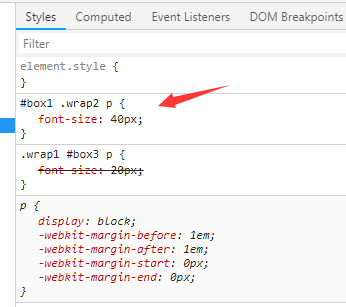 Styles Computed Event Listeners DOM Breakpoints
Filter
element.style {
}
#box1 .wrap2 p {
font-size: 40px;
}
.wrap1 #box3 p {
font-size: 20px;
}
p {
display: block;
-webkit-margin-before: 1em;
-webkit-margin-after: 1em;
-webkit-margin-start: 0px;
-webkit-margin-end: 0px;
}